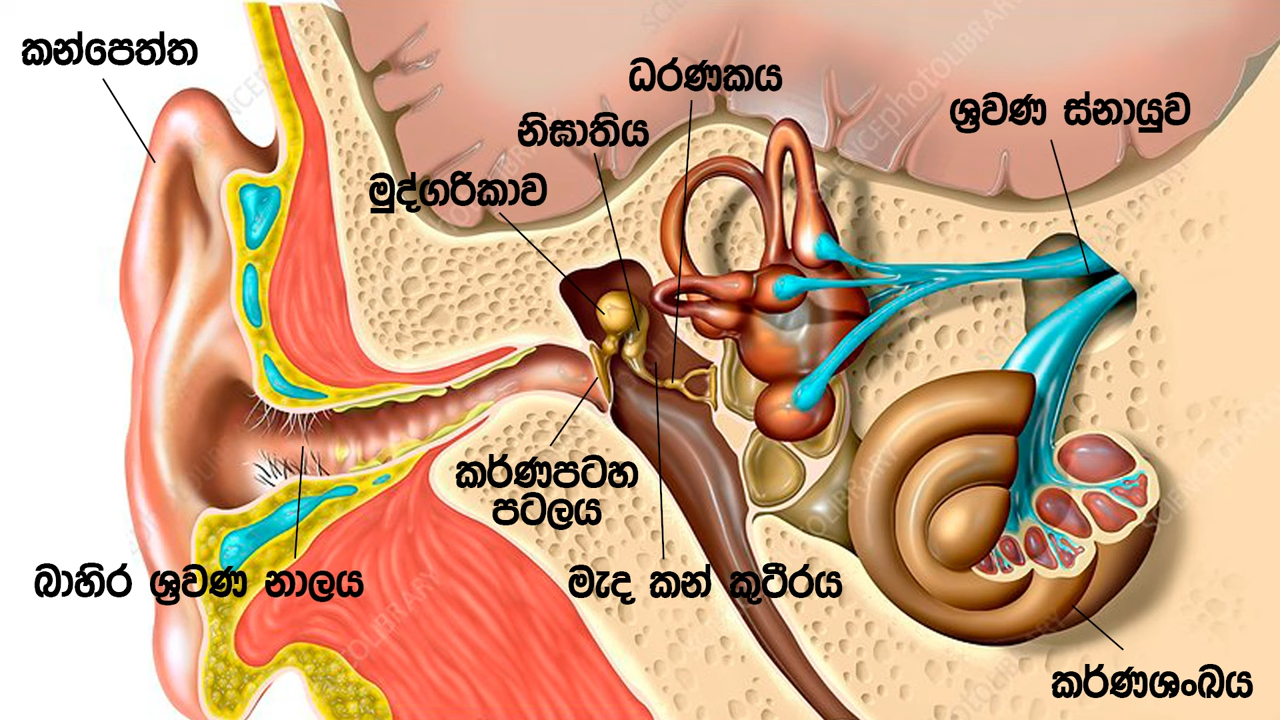 කන්පෙත්ත
ධරණකය
ශ්‍රවණ ස්නායුව
නිඝාතිය
මුද්ගරිකාව
කර්ණපටහ
පටලය
බාහිර ශ්‍රවණ නාලය
මැද කන් කුටීරය
කර්ණශංඛය